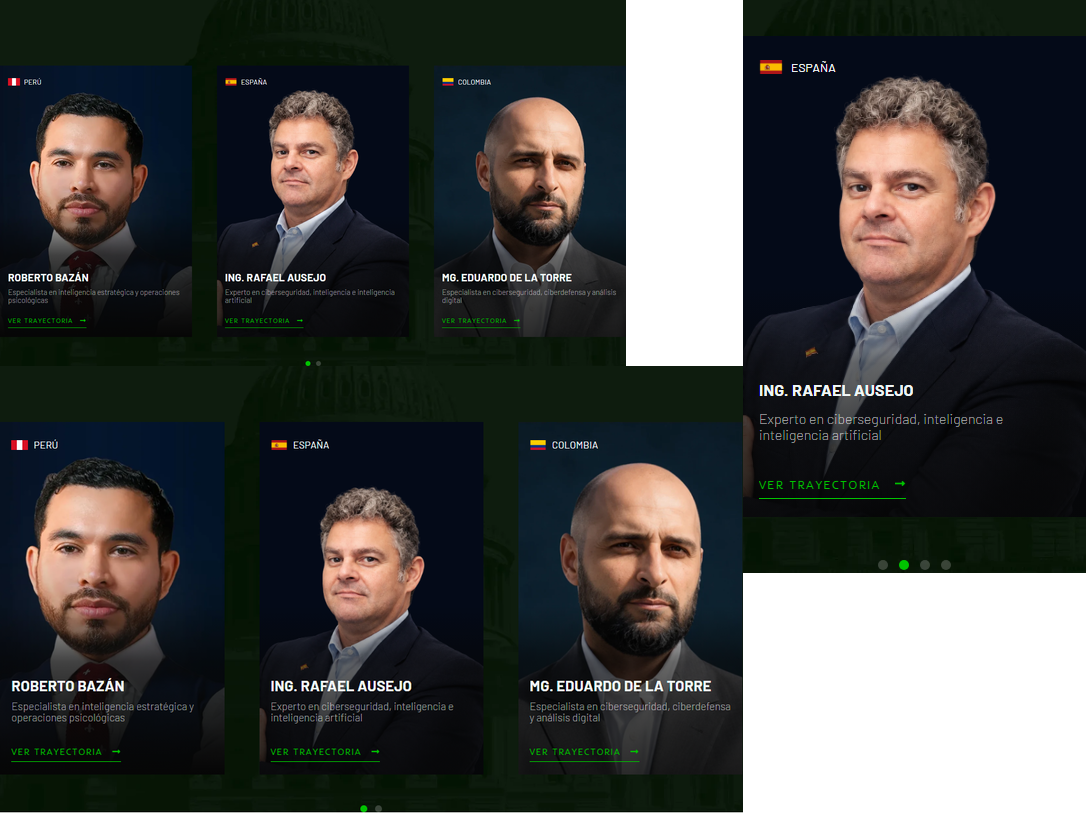 PERÚ
ROBERTO BAZÁN
Especialista en inteligencia estratégica y operaciones
psicológicas
VER TRAYECTORIA
ESPAÑA
ING. RAFAEL AUSEJO
Experto en ciberseguridad, inteligencia e inteligencia
artificial
VER TRAYECTORIA
COLOMBIA
MG. EDUARDO DE LA TORRE
Especialista en ciberseguridad, ciberdefensa y análisis
digital
VER TRAYECTORIA
ESPAÑA
ING. RAFAEL AUSEJO
Experto en ciberseguridad, inteligencia e
inteligencia artificial
VER TRAYECTORIA
PERÚ
ROBERTO BAZÁN
Especialista en inteligencia estratégica y
operaciones psicológicas
VER TRAYECTORIA
ESPAÑA
ING. RAFAEL AUSEJO
Experto en ciberseguridad, inteligencia e
inteligencia artificial
VER TRAYECTORIA
COLOMBIA
MG. EDUARDO DE LA TORRE
Especialista en ciberseguridad, ciberdefensa
y análisis digital
VER TRAYECTORIA